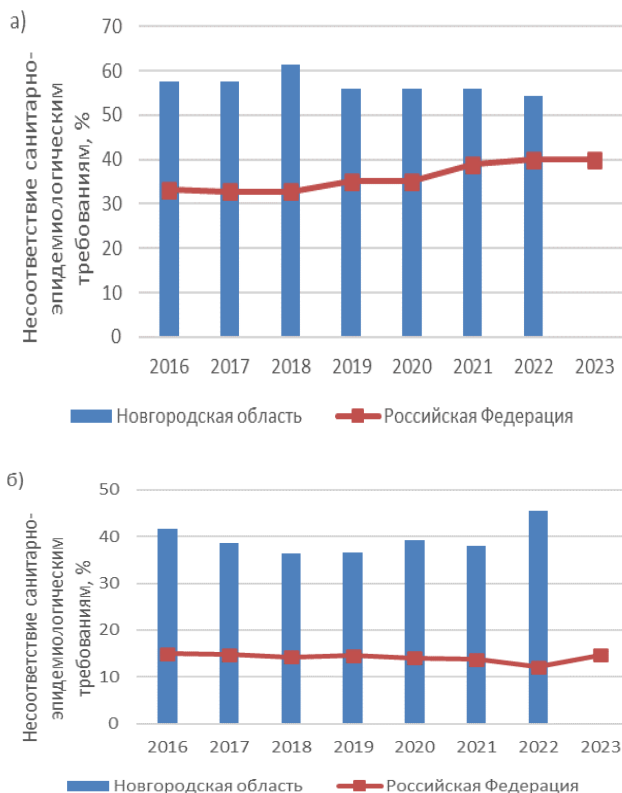 а)
Несоответствие санитарно-
эпидемиологическим
требованиям, %
70
60
50
40
30
20
10
0
2016 2017 2018 2019 2020 2021 2022 2023
Новгородская область Российская Федерация
б)
Несоответствие санитарно-
эпидемиологическим
требованиям, %
50
40
30
20
10
0
2016 2017 2018 2019 2020 2021 2022 2023
Новгородская область Российская Федерация